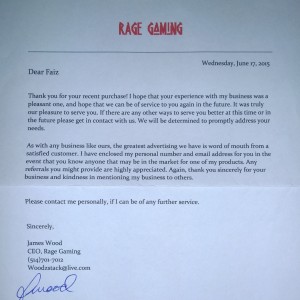 RAGE GAMING
Wednesday, June 17, 2015
Dear Faiz
Thank you for your recent purchase! I hope that your experience with my business was a
pleasant one, and hope that we can be of service to you again in the future. It was truly
our pleasure to serve you. If there are any other ways to serve you better at this time or in
the future please get in contact with us. We will be determined to promptly address your
needs.
As with any business like ours, the greatest advertising we have is word of mouth from a
satisfied customer. I have enclosed my personal number and email address for you in the
event that you know anyone that may be in the market for one of my products. Any
referrals you might provide are highly appreciated. Again, thank you sincerely for your
business and kindness in mentioning my business to others.
Please contact me personally, if I can be of any further service.
Sincerely,
James Wood
CEO, Rage Gaming
(514)701-7012
Woodxstack@live.com
JWood